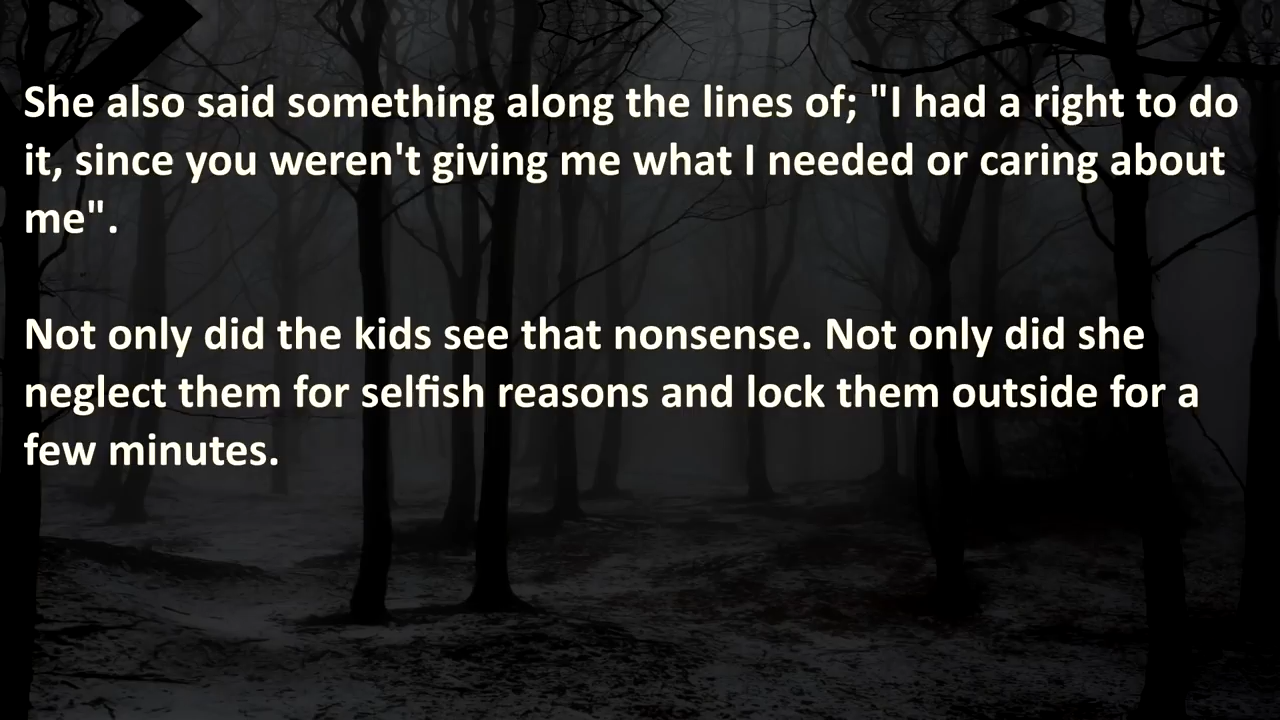 She also said something along the lines of; "I had a right to do
it, since you weren't giving me what I needed or caring about
me".
Not only did the kids see that nonsense. Not only did she
neglect them for selfish reasons and lock them outside for a
few minutes.